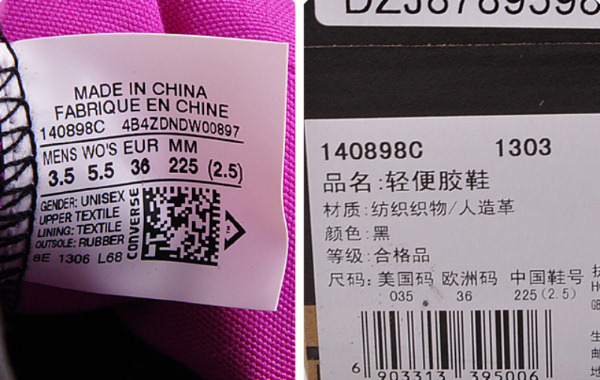 MADE IN CHINA
FABRIQUE EN CHINE
140898C 4B4ZDNDW00897
MENS WO'S EUR MM
3.5 5.5 36 225 (2.5)
GENDER: UNISEX
UPPER TEXTILE
LINING: TEXTILE
OUTSOLE: RUBBER
8E 1306 L68
CONVERSE
140898C 1303
品名:轻便胶鞋
材质:纺织织物/人造革
颜色:黑
等级:合格品
尺码: 美国码 欧洲码 中国鞋号
035 36 225(2.5)
6 903313 395006